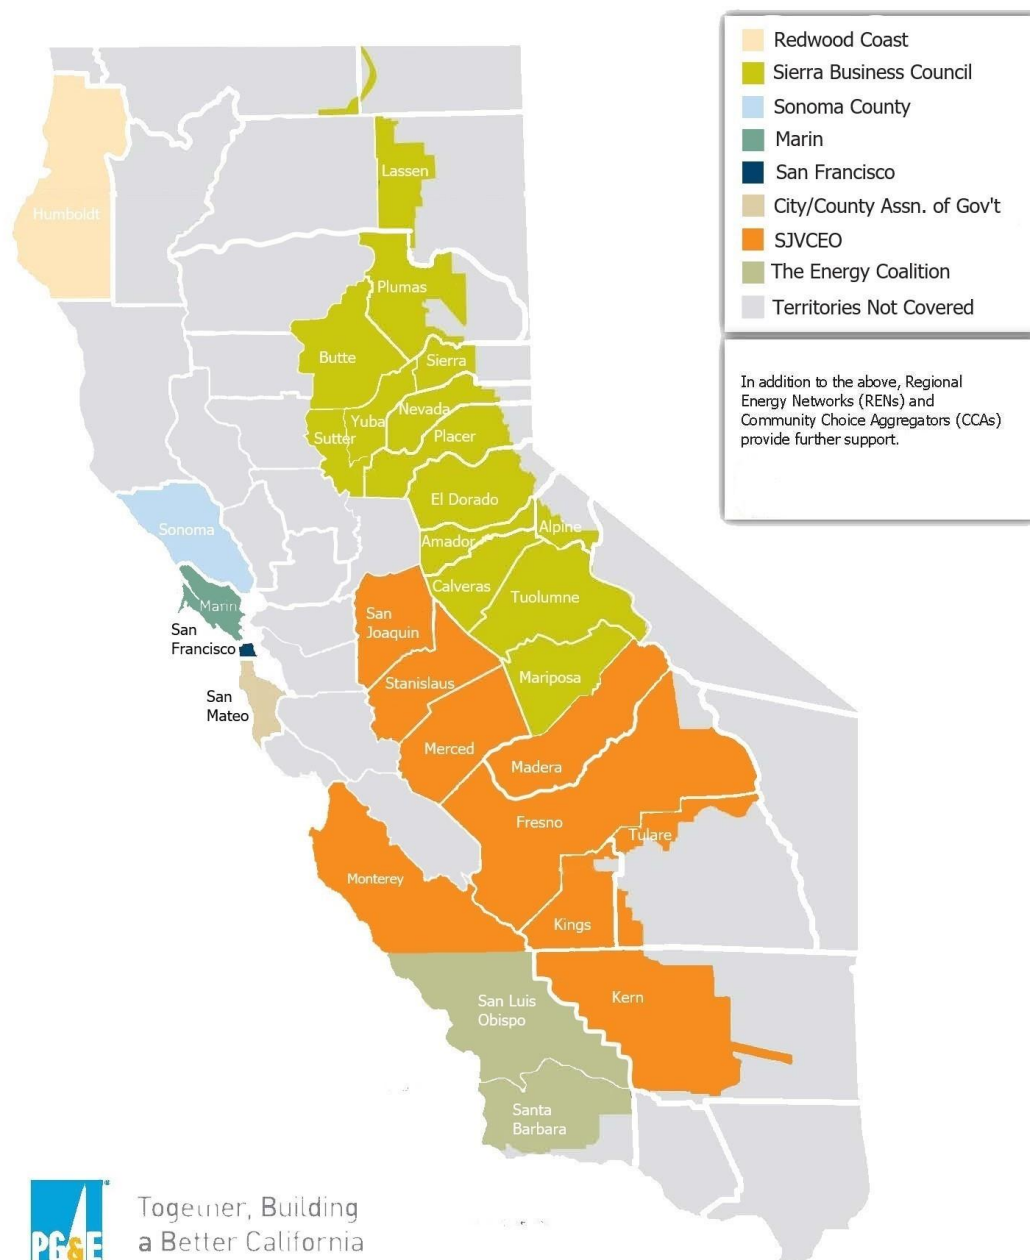 Redwood Coast
Sierra Business Council
Sonoma County
Marin
San Francisco
City/County Assn. of Gov't
SJVCEO
The Energy Coalition
Territories Not Covered
In addition to the above, Regional
Energy Networks (RENs) and
Community Choice Aggregators (CCAs)
provide further support.
Lassen
Humboldt
Plumas
Butte
Sierra
Nevada
Yuba
Sutter
Placer
El Dorado
Sonoma
Alpine
Amador
Calveras
Tuolumne
Marin
San
Francisco
San
Joaquin
Mariposa
Stanislaus
San
Mateo
Merced
Madera
Fresno
Tulare
Monterey
Kings
Kern
San Luis
Obispo
Santa
Barbara
PG&E
Together, Building
a Better California